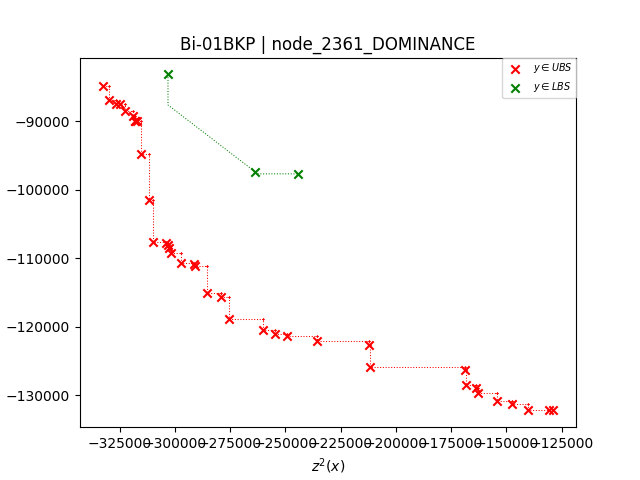 Bi-01BKP | node_2361_DOMINANCE
y ∈ UBS
y ∈ LBS
−90000
−100000
−110000
−120000
−130000
−325000 −300000 −275000 −250000 −225000 −200000 −175000 −150000 −125000
z²(x)